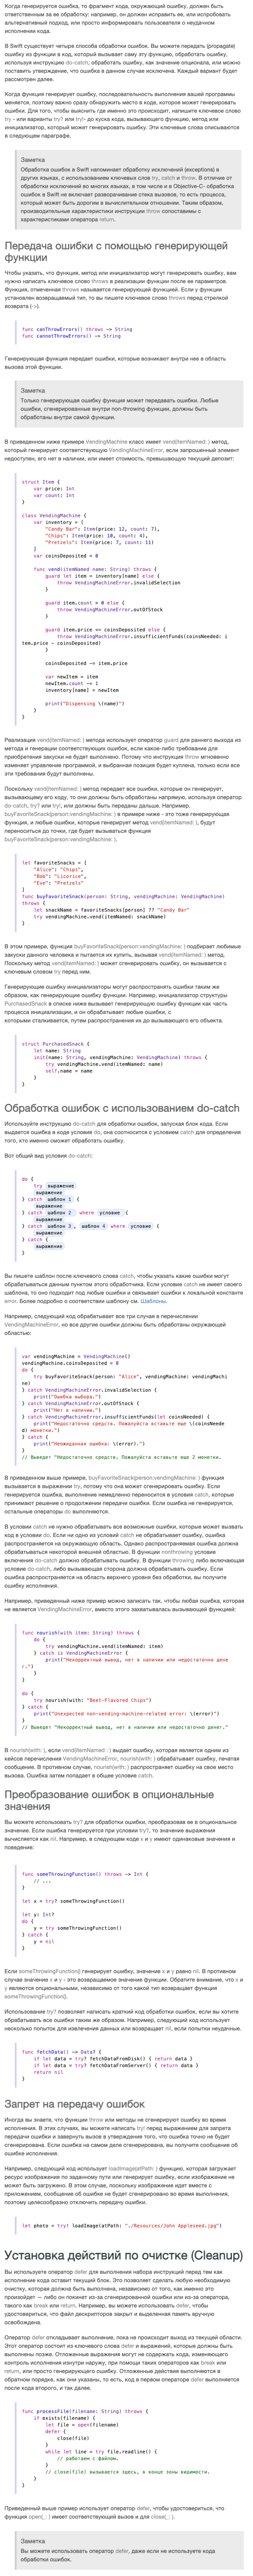 Когда генерируется ошибка, то фрагмент кода, окружающий ошибку, должен быть
ответственным за ее обработку: например, он должен исправить ее, или испробовать
альтернативный подход, или просто информировать пользователя о неудачном
исполнении кода.
В Swift существует четыре способа обработки ошибок. Вы можете передать (propagate)
ошибку из функции в код, который вызывает саму эту функцию, обработать ошибку,
используя инструкцию do-catch, обработать ошибку, как значение опционала, или можно
поставить утверждение, что ошибка в данном случае исключена. Каждый вариант будет
рассмотрен далее.
Когда функция генерирует ошибку, последовательность выполнения вашей программы
меняется, поэтому важно сразу обнаружить место в коде, которое может генерировать
ошибки. Для того, чтобы выяснить где именно это происходит, напишите ключевое слово
try - или варианты try? или try!- до куска кода, вызывающего функцию, метод или
инициализатор, который может генерировать ошибку. Эти ключевые слова описываются
в следующем параграфе.
Заметка
Обработка ошибок в Swift напоминает обработку исключений (exceptions) в
других языках, с использованием ключевых слов try, catch и throw. В отличие от
обработки исключений во многих языках, в том числе и в Objective-C- обработка
ошибок в Swift не включает разворачивание стека вызовов, то есть процесса,
который может быть дорогим в вычислительном отношении. Таким образом,
производительные характеристики инструкции throw сопоставимы с
характеристиками оператора return.
Передача ошибки с помощью генерирующей
функции
Чтобы указать, что функция, метод или инициализатор могут генерировать ошибку, вам
нужно написать ключевое слово throws в реализации функции после ее параметров.
Функция, отмеченная throws называется генерирующей функцией. Если у функции
установлен возвращаемый тип, то вы пишете ключевое слово throws перед стрелкой
возврата (->).
func canThrowErrors() throws -> String
func cannotThrowErrors() -> String
Генерирующая функция передает ошибки, которые возникают внутри нее в область
вызова этой функции.
Заметка
Только генерирующая ошибку функция может передавать ошибки. Любые
ошибки, сгенерированные внутри non-throwing функции, должны быть
обработаны внутри самой функции.
В приведенном ниже примере VendingMachine класс имеет vend(itemNamed: ) метод,
который генерирует соответствующую VendingMachineError, если запрошенный элемент
недоступен, его нет в наличии, или имеет стоимость, превышающую текущий депозит:
struct Item {
var price: Int
var count: Int
}
class VendingMachine {
var inventory = [
"Candy Bar": Item(price: 12, count: 7),
"Chips": Item(price: 10, count: 4),
"Pretzels": Item(price: 7, count: 11)
]
var coinsDeposited = 0
func vend(itemNamed name: String) throws {
guard let item = inventory[name] else {
throw VendingMachineError.invalidSelection
}
guard item.count > 0 else {
throw VendingMachineError.outOfStock
}
guard item.price <= coinsDeposited else {
throw VendingMachineError.insufficientFunds(coinsNeeded: i
tem.price - coinsDeposited)
}
coinsDeposited -= item.price
var newItem = item
newItem.count -= 1
inventory[name] = newItem
print("Dispensing \(name)")
}
}
Реализация vend(itemNamed: ) метода использует оператор guard для раннего выхода из
метода и генерации соответствующих ошибок, если какое-либо требование для
приобретения закуски не будет выполнено. Потому что инструкция throw мгновенно
изменяет управление программой, и выбранная позиция будет куплена, только если все
эти требования будут выполнены.
Поскольку vend(itemNamed: ) метод передает все ошибки, которые он генерирует,
вызывающему его коду, то они должны быть обработаны напрямую, используя оператор
do-catch, try? или try!, или должны быть переданы дальше. Например,
buyFavoriteSnack(person:vendingMachine: ) в примере ниже - это тоже генерирующая
функция, и любые ошибки, которые генерирует метод vend(itemNamed: ), будут
переноситься до точки, где будет вызываться функция
buyFavoriteSnack(person:vendingMachine: ).
let favoriteSnacks = [
"Alice": "Chips",
"Bob": "Licorice",
"Eve": "Pretzels"
]
func buyFavoriteSnack(person: String, vendingMachine: VendingMachine)
throws {
let snackName = favoriteSnacks[person] ?? "Candy Bar"
try vendingMachine.vend(itemNamed: snackName)
}
В этом примере, функция buyFavoriteSnack(person:vendingMachine: ) подбирает любимые
закуски данного человека и пытается их купить, вызывая vend(itemNamed: ) метод.
Поскольку метод vend(itemNamed: ) может сгенерировать ошибку, он вызывается с
ключевым словом try перед ним.
Генерирующие ошибку инициализаторы могут распространять ошибки таким же
образом, как генерирующие ошибку функции. Например, инициализатор структуры
PurchasedSnack в списке ниже вызывает генерирующую ошибку функции как часть
процесса инициализации, и он обрабатывает любые ошибки, с
которыми сталкивается, путем распространения их до вызывающего его объекта.
struct PurchasedSnack {
let name: String
init(name: String, vendingMachine: VendingMachine) throws {
try vendingMachine.vend(itemNamed: name)
self.name = name
}
}
Обработка ошибок с использованием do-catch
Используйте инструкцию do-catch для обработки ошибок, запуская блок кода. Если
выдается ошибка в коде условия do, она соотносится с условием catch для определения
того, кто именно сможет обработать ошибку.
Вот общий вид условия do-catch:
do {
try выражение
выражение
} catch шаблон 1 {
выражение
} catch шаблон 2 where условие {
выражение
} catch шаблон 3 , шаблон 4 where условие {
выражение
} catch {
выражение
}
Вы пишете шаблон после ключевого слова catch, чтобы указать какие ошибки могут
обрабатываться данным пунктом этого обработчика. Если условие catch не имеет своего
шаблона, то оно подходит под любые ошибки и связывает ошибки к локальной константе
error. Более подробно о соответствии шаблону см. Шаблоны.
Например, следующий код обрабатывает все три случая в перечислении
VendingMachineError, но все другие ошибки должны быть обработаны окружающей
областью:
var vendingMachine = VendingMachine()
vendingMachine.coinsDeposited = 8
do {
try buyFavoriteSnack(person: "Alice", vendingMachine: vendingMachi
ne)
} catch VendingMachineError.invalidSelection {
print("Ошибка выбора.")
} catch VendingMachineError.outOfStock {
print("Нет в наличии.")
} catch VendingMachineError.insufficientFunds(let coinsNeeded) {
print("Недостаточно средств. Пожалуйста вставьте еще \(coinsNeede
d) монетки.")
} catch {
print("Неожиданная ошибка: \(error).")
}
// Выведет "Недостаточно средств. Пожалуйста вставьте еще 2 монетки.
В приведенном выше примере, buyFavoriteSnack(person:vendingMachine: ) функция
вызывается в выражении try, потому что она может сгенерировать ошибку. Если
генерируется ошибка, выполнение немедленно переносится в условия catch, которые
принимают решение о продолжении передачи ошибки. Если ошибка не генерируется,
остальные операторы do выполняются.
В условии catch не нужно обрабатывать все возможные ошибки, которые может вызвать
код в условии do. Если ни одно из условий catch не обрабатывает ошибку, ошибка
распространяется на окружающую область. Однако распространяемая ошибка должна
обрабатываться некоторой внешней областью. В функции nonthrowing условие
включения do-catch должно обрабатывать ошибку. В функции throwing либо включающая
условие do-catch, либо вызывающая сторона должна обрабатывать ошибку. Если
ошибка распространяется на область верхнего уровня без обработки, вы получите
ошибку исполнения.
Например, приведенный ниже пример можно записать так, чтобы любая ошибка, которая
не является VendingMachineError, вместо этого захватывалась вызывающей функцией:
func nourish(with item: String) throws {
do {
try vendingMachine.vend(itemNamed: item)
} catch is VendingMachineError {
print("Некорректный вывод, нет в наличии или недостаточно дене
г.")
}
}
do {
try nourish(with: "Beet-Flavored Chips")
} catch {
print("Unexpected non-vending-machine-related error: \(error)")
}
// Выведет "Некорректный вывод, нет в наличии или недостаточно денег."
В nourish(with: ), если vend(itemNamed : ) выдает ошибку, которая является одним из
кейсов перечисления VendingMachineError, nourish(with: ) обрабатывает ошибку, печатая
сообщение. В противном случае, nourish(with: ) распространяет ошибку на свое место
вызова. Ошибка затем попадает в общее условие catch.
Преобразование ошибок в опциональные
значения
Вы можете использовать try? для обработки ошибки, преобразовав ее в опциональное
значение. Если ошибка генерируется при условии try?, то значение выражения
вычисляется как nil. Например, в следующем коде x и y имеют одинаковые значения и
поведение:
func someThrowingFunction() throws -> Int {
// ...
}
let x = try? someThrowingFunction()
let y: Int?
do {
y = try someThrowingFunction()
} catch {
y = nil
}
Если someThrowingFunction() генерирует ошибку, значение x и y равно nil. В противном
случае значение x и y - это возвращаемое значение функции. Обратите внимание, что x и
y являются опциональными, независимо от того какой тип возвращает функция
someThrowingFunction().
Использование try? позволяет написать краткий код обработки ошибок, если вы хотите
обрабатывать все ошибки таким же образом. Например, следующий код использует
несколько попыток для извлечения данных или возвращает nil, если попытки неудачные.
func fetchData() -> Data? {
if let data = try? fetchDataFromDisk() { return data }
if let data = try? fetchDataFromServer() { return data }
return nil
}
Запрет на передачу ошибок
Иногда вы знаете, что функции throw или методы не сгенерируют ошибку во время
исполнения. В этих случаях, вы можете написать try! перед выражением для запрета
передачи ошибки и завернуть вызов в утверждение того, что ошибка точно не будет
сгенерирована. Если ошибка на самом деле сгенерирована, вы получите сообщение об
ошибке исполнения.
Например, следующий код использует loadImage(atPath: ) функцию, которая загружает
ресурс изображения по заданному пути или генерирует ошибку, если изображение не
может быть загружено. В этом случае, поскольку изображение идет вместе с
приложением, сообщение об ошибке не будет сгенерировано во время выполнения,
поэтому целесообразно отключить передачу ошибки.
let photo = try! loadImage(atPath: "./Resources/John Appleseed.jpg")
Установка действий по очистке (Cleanup)
Вы используете оператор defer для выполнения набора инструкций перед тем как
исполнение кода оставит текущий блок. Это позволяет сделать любую необходимую
очистку, которая должна быть выполнена, независимо от того, как именно это
произойдет — либо он покинет из-за сгенерированной ошибки или из-за оператора,
такого как break или return. Например, вы можете использовать defer, чтобы
удостовериться, что файл дескрипторов закрыт и выделенная память вручную
освобождена.
Оператор defer откладывает выполнение, пока не происходит выход из текущей области.
Этот оператор состоит из ключевого слова defer и выражений, которые должны быть
выполнены позже. Отложенные выражения могут не содержать кода, изменяющего
контроль исполнения изнутри наружу, при помощи таких операторов как break или
return, или просто генерирующего ошибку. Отложенные действия выполняются в
обратном порядке, как они указаны, то есть, код в первом операторе defer выполняется
после кода второго, и так далее.
func processFile(filename: String) throws {
if exists(filename) {
let file = open(filename)
defer {
close(file)
}
while let line = try file.readline() {
// работаем с файлом.
}
// close(file) вызывается здесь, в конце зоны видимости.
}
}
Приведенный выше пример использует оператор defer, чтобы удостовериться, что
функция open(_: ) имеет соответствующий вызов и для close(_: ).
Заметка
Вы можете использовать оператор defer, даже если не используете кода
обработки ошибок.